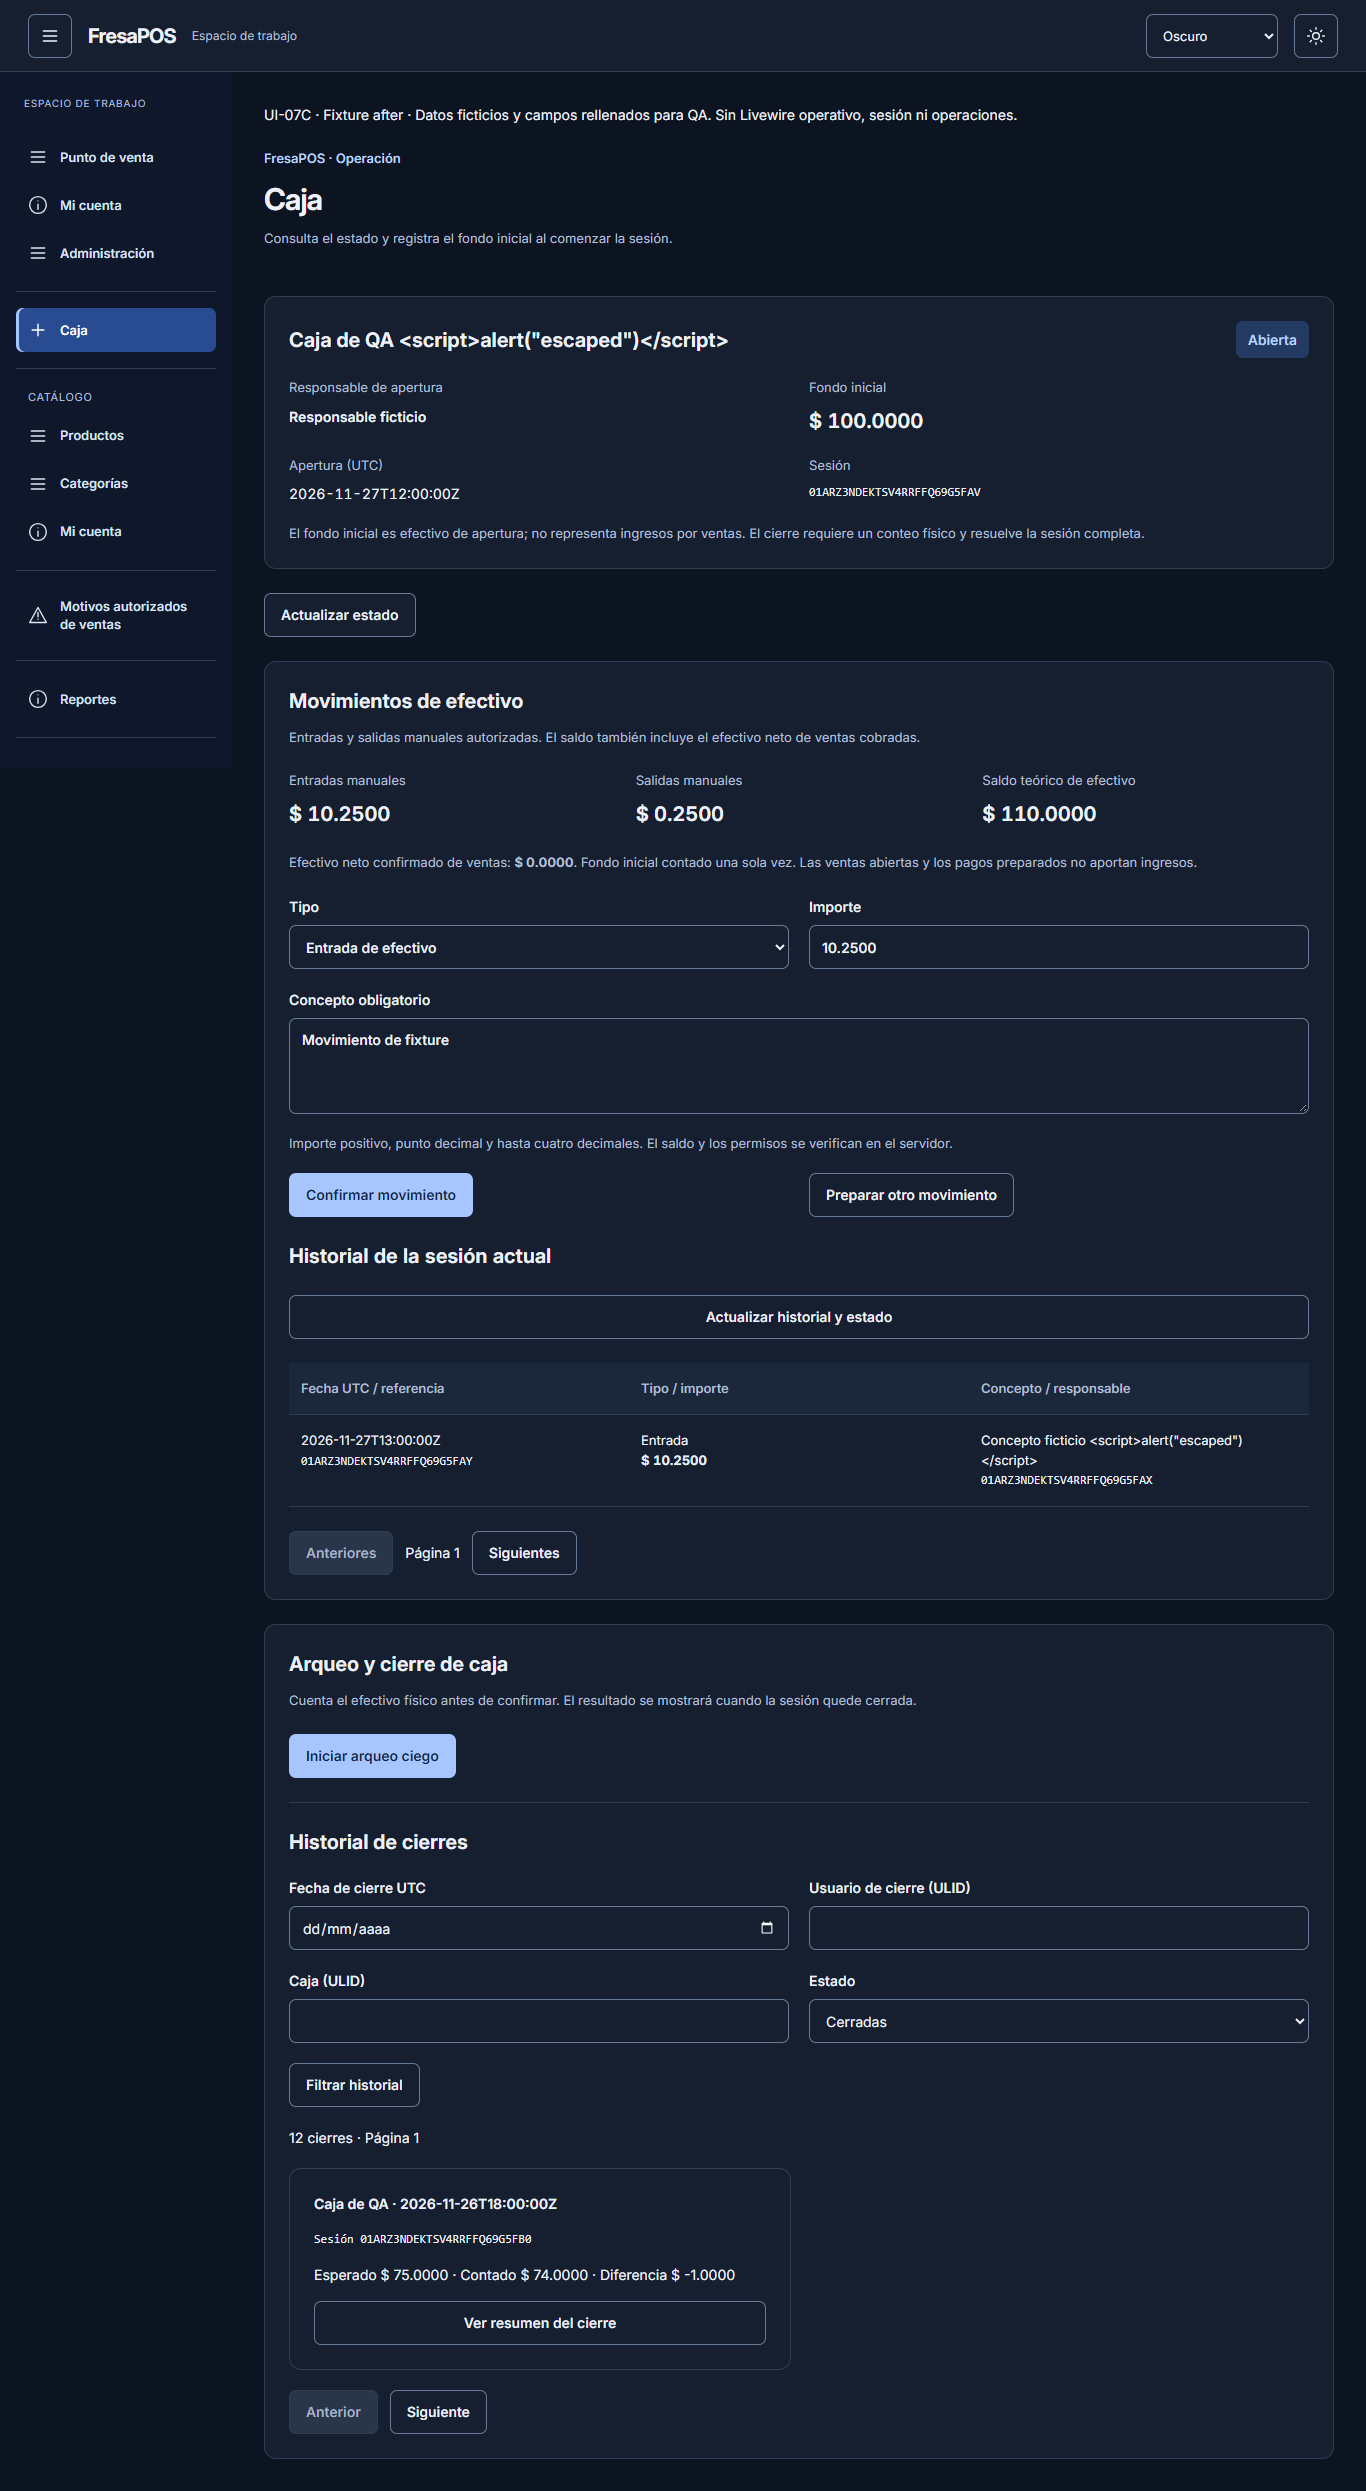 FresaPOS Espacio de trabajo Oscuro
ESPACIO DE TRABAJO
Punto de venta
Mi cuenta
Administración
Caja
CATÁLOGO
Productos
Categorías
Mi cuenta
Motivos autorizados
de ventas
Reportes
UI-07C · Fixture after · Datos ficticios y campos rellenados para QA. Sin Livewire operativo, sesión ni operaciones.
FresaPOS · Operación
Caja
Consulta el estado y registra el fondo inicial al comenzar la sesión.
Caja de QA <script>alert("escaped")</script> Abierta
Responsable de apertura Fondo inicial
Responsable ficticio $ 100.0000
Apertura (UTC) Sesión
2026-11-27T12:00:00Z 01ARZ3NDEKTSV4RRFFQ69G5FAV
El fondo inicial es efectivo de apertura; no representa ingresos por ventas. El cierre requiere un conteo físico y resuelve la sesión completa.
Actualizar estado
Movimientos de efectivo
Entradas y salidas manuales autorizadas. El saldo también incluye el efectivo neto de ventas cobradas.
Entradas manuales Salidas manuales Saldo teórico de efectivo
$ 10.2500 $ 0.2500 $ 110.0000
Efectivo neto confirmado de ventas: $ 0.0000. Fondo inicial contado una sola vez. Las ventas abiertas y los pagos preparados no aportan ingresos.
Tipo Importe
Entrada de efectivo 10.2500
Concepto obligatorio
Movimiento de fixture
Importe positivo, punto decimal y hasta cuatro decimales. El saldo y los permisos se verifican en el servidor.
Confirmar movimiento Preparar otro movimiento
Historial de la sesión actual
Actualizar historial y estado
Fecha UTC / referencia Tipo / importe Concepto / responsable
2026-11-27T13:00:00Z Entrada Concepto ficticio <script>alert("escaped")
01ARZ3NDEKTSV4RRFFQ69G5FAY $ 10.2500 </script>
01ARZ3NDEKTSV4RRFFQ69G5FAX
Anteriores Página 1 Siguientes
Arqueo y cierre de caja
Cuenta el efectivo físico antes de confirmar. El resultado se mostrará cuando la sesión quede cerrada.
Iniciar arqueo ciego
Historial de cierres
Fecha de cierre UTC Usuario de cierre (ULID)
dd/mm/aaaa
Caja (ULID) Estado
Cerradas
Filtrar historial
12 cierres · Página 1
Caja de QA · 2026-11-26T18:00:00Z
Sesión 01ARZ3NDEKTSV4RRFFQ69G5FB0
Esperado $ 75.0000 · Contado $ 74.0000 · Diferencia $ -1.0000
Ver resumen del cierre
Anterior Siguiente